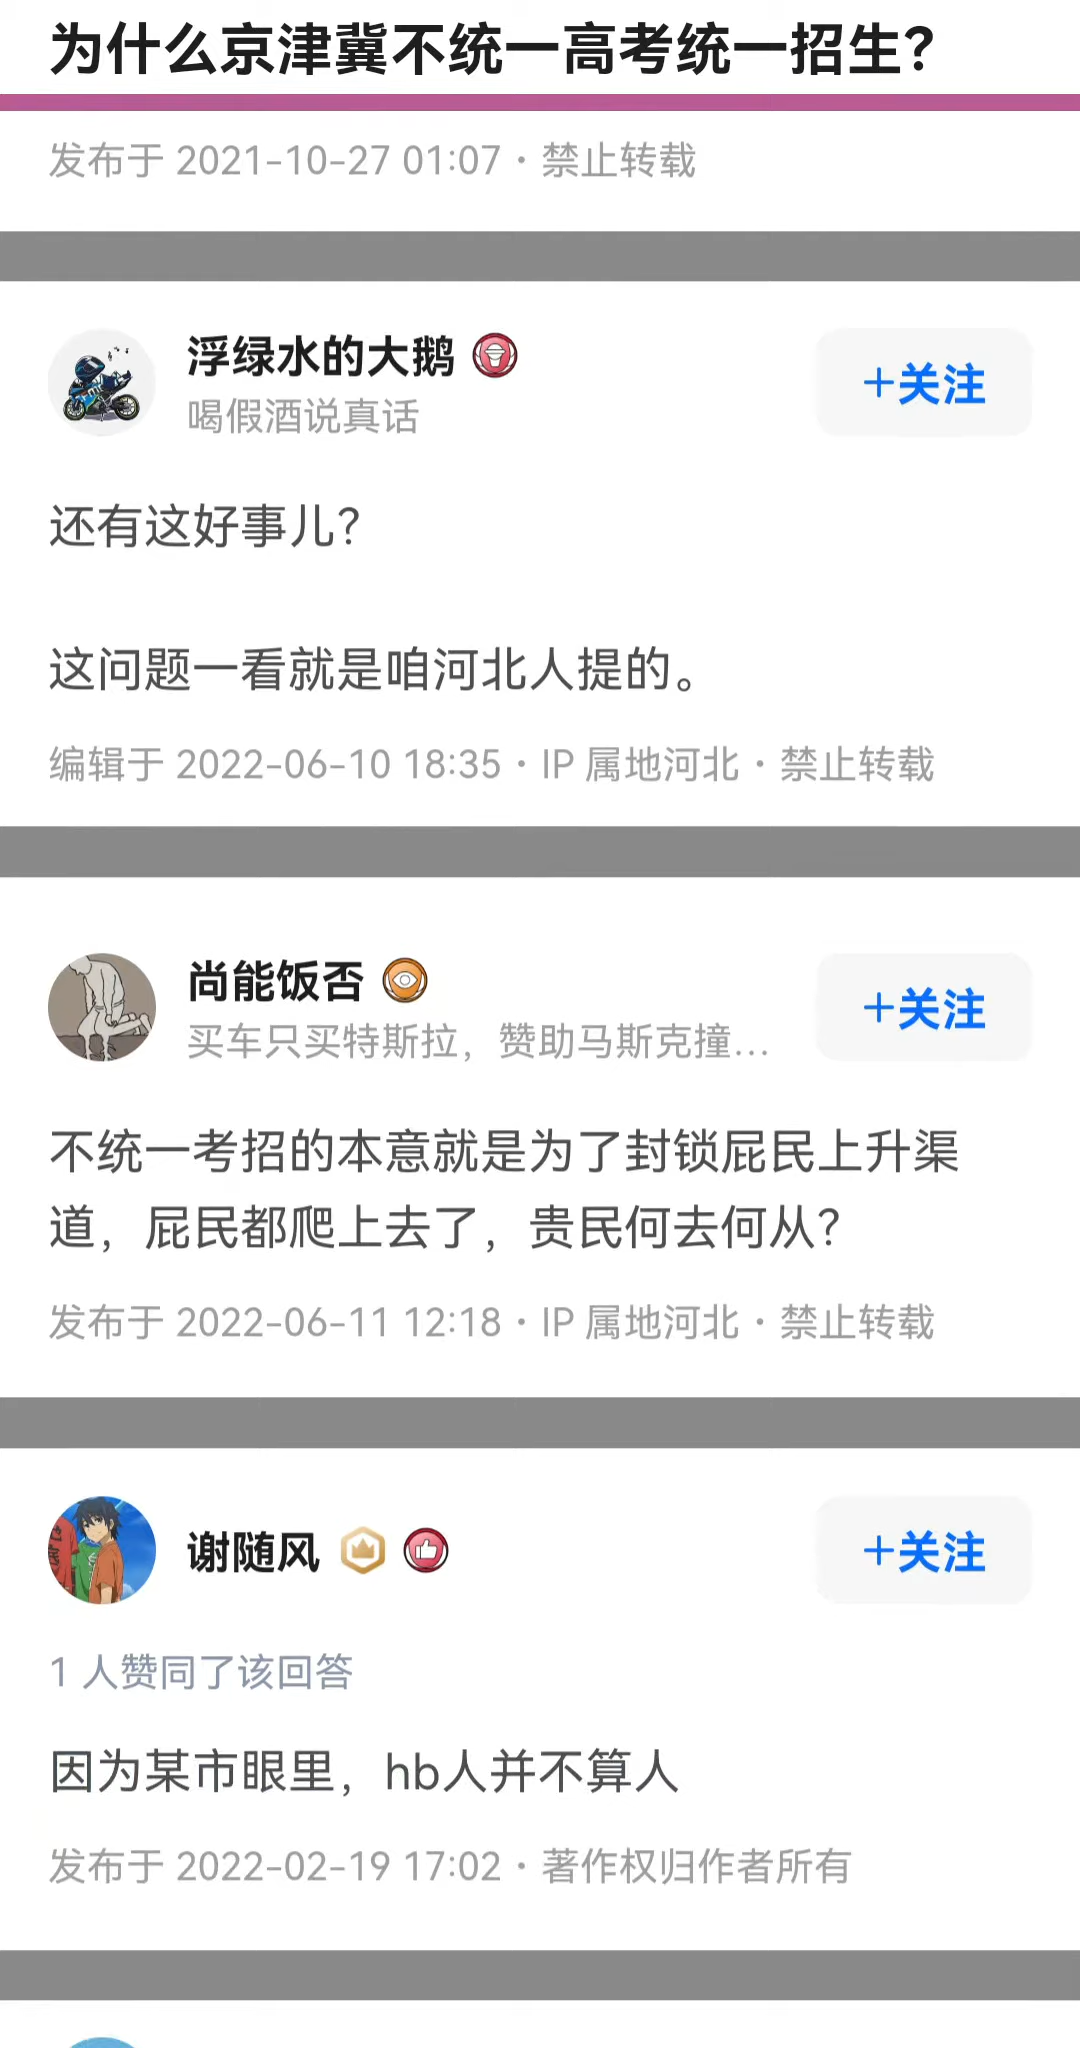 为什么京津冀不统一高考统一招生?
发布于 2021-10-27 01:07 · 禁止转载
浮绿水的大鹅
喝假酒说真话
+关注
还有这好事儿?
这问题一看就是咱河北人提的。
编辑于 2022-06-10 18:35 · IP 属地河北 · 禁止转载
尚能饭否
买车只买特斯拉，赞助马斯克撞...
+关注
不统一考招的本意就是为了封锁屁民上升渠
道，屁民都爬上去了，贵民何去何从?
发布于 2022-06-11 12:18 · IP 属地河北 · 禁止转载
谢随风
+关注
1 人赞同了该回答
因为某市眼里，hb人并不算人
发布于 2022-02-19 17:02 · 著作权归作者所有